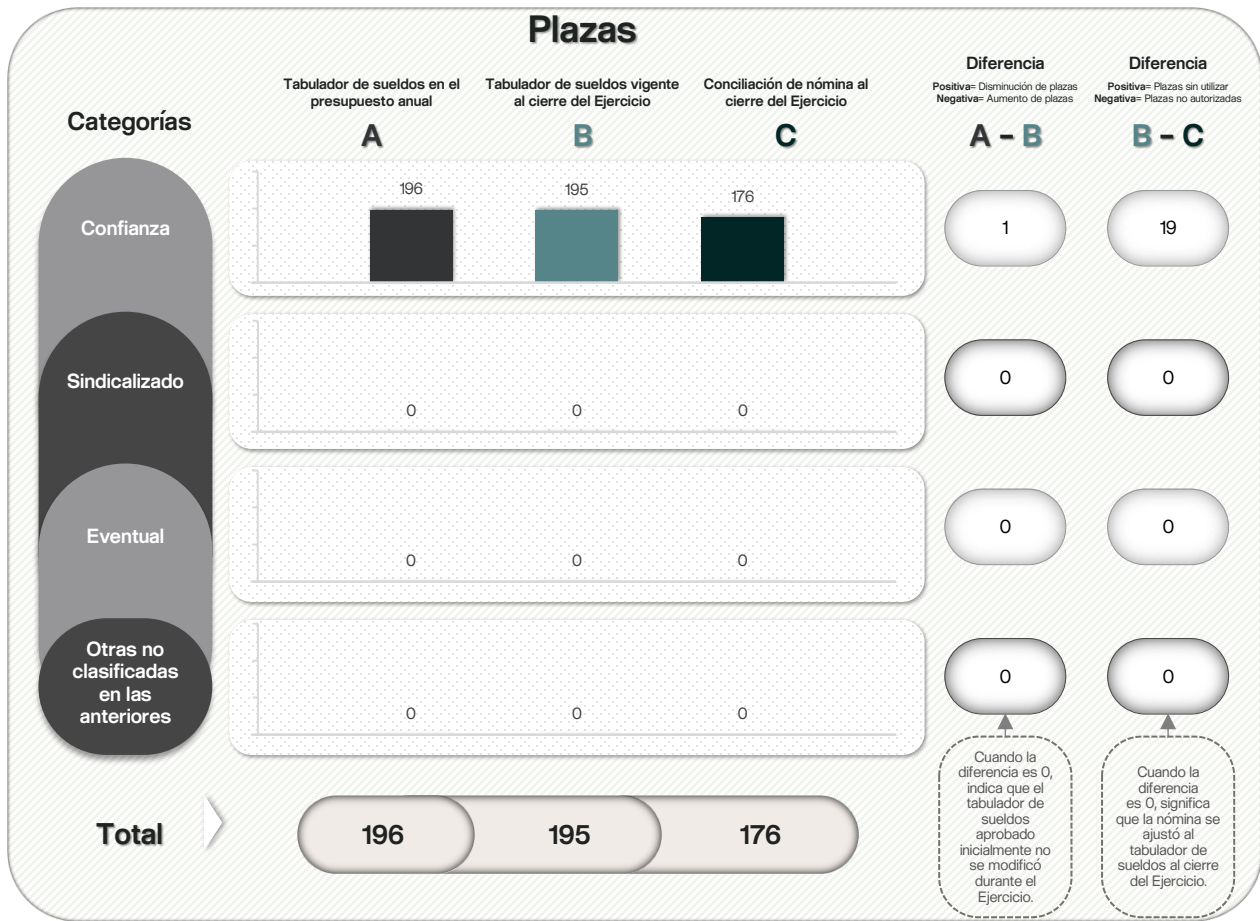 Plazas
Categorías
Tabulador de sueldos en el
presupuesto anual
A
Tabulador de sueldos vigente
al cierre del Ejercicio
B
Conciliación de nómina al
cierre del Ejercicio
C
Diferencia
Positiva= Disminución de plazas
Negativa= Aumento de plazas
A – B
Diferencia
Positiva= Plazas sin utilizar
Negativa= Plazas no autorizadas
B – C
Confianza
196
195
176
1
19
Sindicalizado
0
0
0
0
0
Eventual
0
0
0
0
0
Otras no
clasificadas
en las
anteriores
0
0
0
0
0
Total
196
195
176
Cuando la
diferencia es 0,
indica que el
tabulador de
sueldos
aprobado
inicialmente no
se modificó
durante el
Ejercicio.
Cuando la
diferencia
es 0, significa
que la nómina se
ajustó al
tabulador de
sueldos al cierre
del Ejercicio.